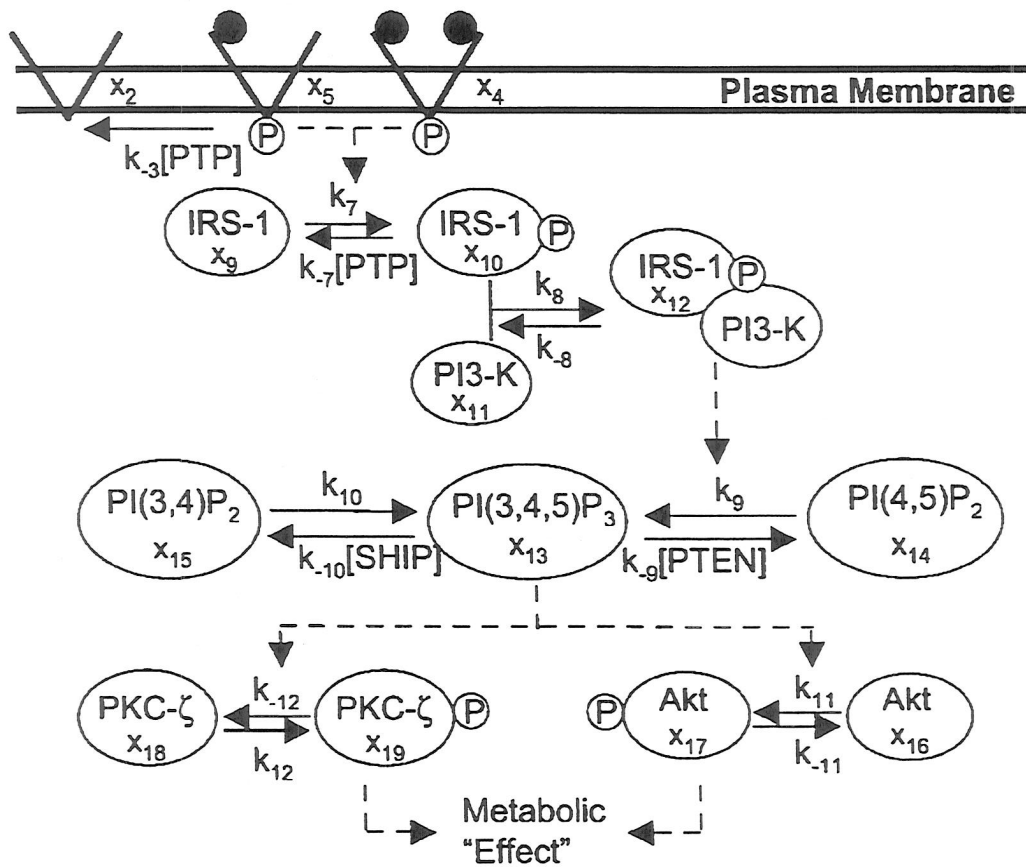 x₂ x₅ x₄ Plasma Membrane
P P
k₋₃[PTP]
IRS-1
x₉
k₇
k₋₇[PTP]
IRS-1 P
x₁₀
k₈
k₋₈
IRS-1 P
x₁₂
PI3-K
PI3-K
x₁₁
PI(3,4)P₂
x₁₅
k₁₀
k₋₁₀[SHIP]
PI(3,4,5)P₃
x₁₃
k₉
k₋₉[PTEN]
PI(4,5)P₂
x₁₄
PKC-ζ
x₁₈
k₋₁₂
k₁₂
PKC-ζ P
x₁₉
P Akt
x₁₇
k₁₁
k₋₁₁
Akt
x₁₆
Metabolic
"Effect"